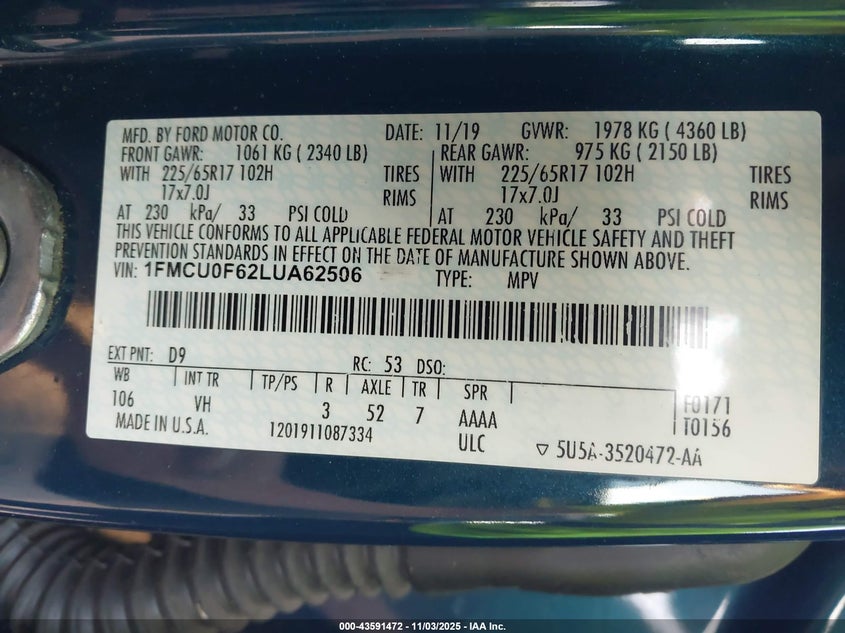 MFD. BY FORD MOTOR CO. DATE: 11/19 GVWR: 1978 KG ( 4360 LB)
FRONT GAWR: 1061 KG ( 2340 LB) REAR GAWR: 975 KG ( 2150 LB)
WITH 225/65R17 102H TIRES WITH 225/65R17 102H TIRES
17x7.0J RIMS 17x7.0J RIMS
AT 230 kPa/ 33 PSI COLD AT 230 kPa/ 33 PSI COLD
THIS VEHICLE CONFORMS TO ALL APPLICABLE FEDERAL MOTOR VEHICLE SAFETY AND THEFT
PREVENTION STANDARDS IN EFFECT ON THE DATE OF MANUFACTURE SHOWN ABOVE.
VIN: 1FMCU0F62LUA62506 TYPE: MPV
EXT PNT: D9 RC: 53 DSO:
WB INT TR TP/PS R AXLE TR SPR
106 VH 3 52 7 AAAA F0171
MADE IN U.S.A. 1201911087334 ULC T0156
▽ 5U5A-3520472-AA
000-43591472 — 11/03/2025 — IAA Inc.